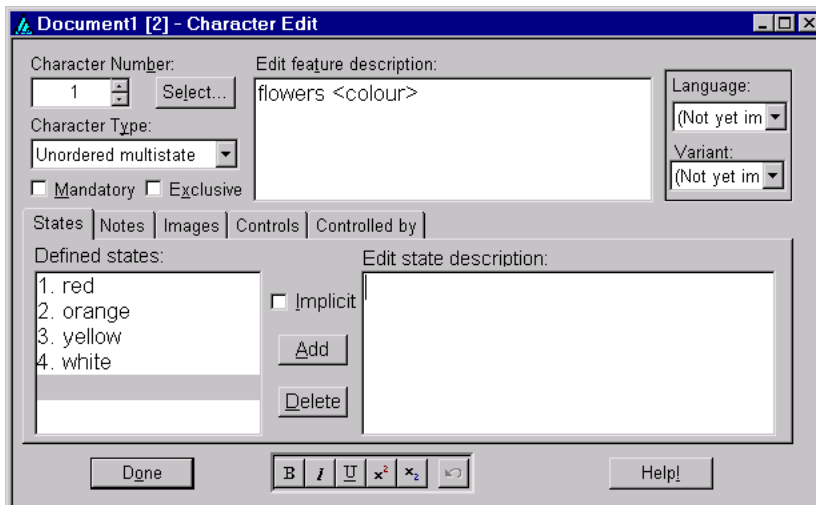 Document1 [2] - Character Edit
Character Number:
1
Select...
Character Type:
Unordered multistate
Mandatory
Exclusive
Edit feature description:
flowers <colour>
Language:
(Not yet im
Variant:
(Not yet im
States
Notes
Images
Controls
Controlled by
Defined states:
1. red
2. orange
3. yellow
4. white
Implicit
Add
Delete
Edit state description:
Done
B
I
U
x²
x₂
Help!